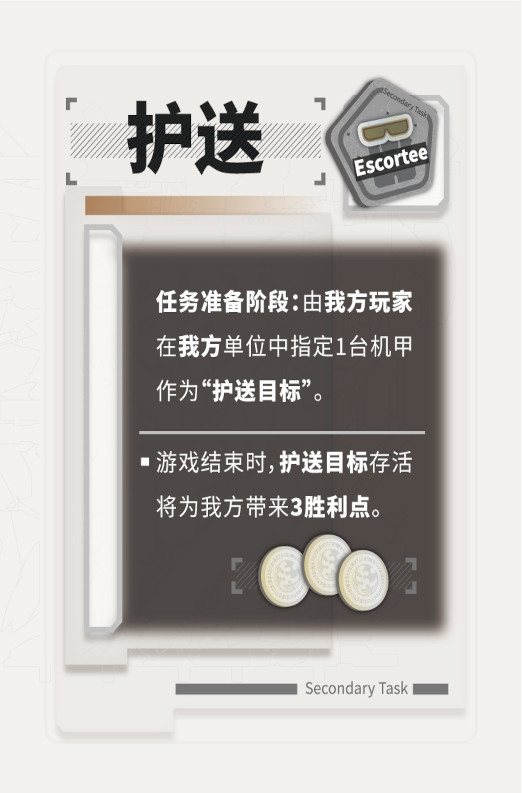 护送
Secondary Task
Escortee
任务准备阶段：由我方玩家
在我方单位中指定1台机甲
作为“护送目标”。
▪ 游戏结束时，护送目标存活
将为我方带来3胜利点。
Secondary Task